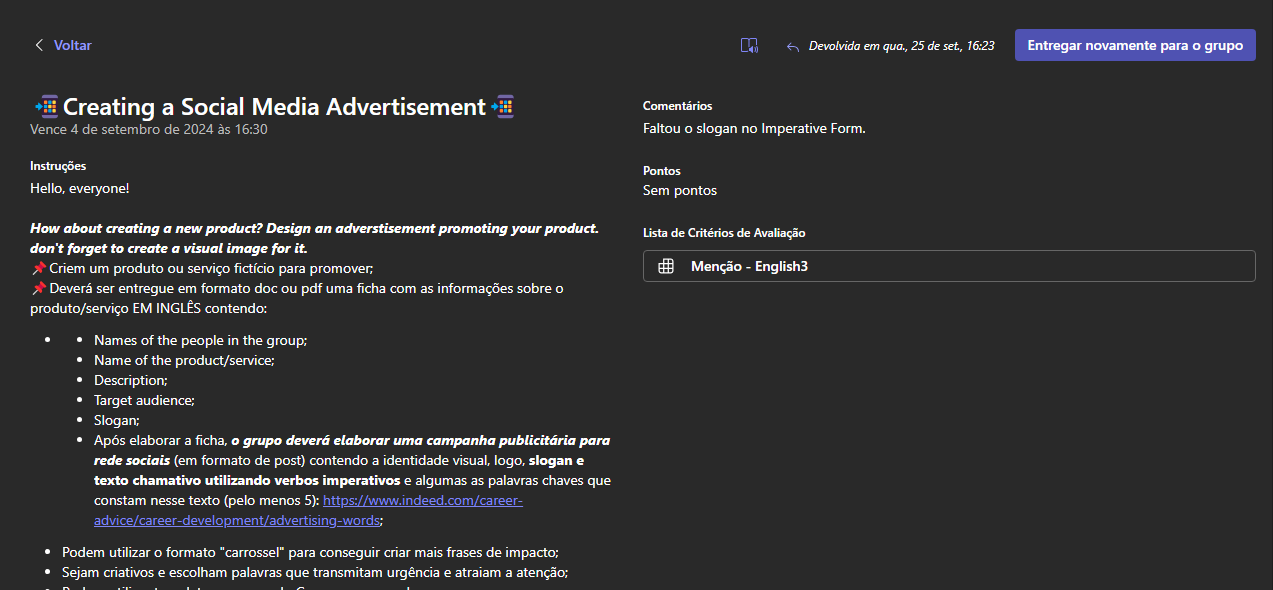 Voltar
Devolvida em qua., 25 de set., 16:23
Entregar novamente para o grupo
Creating a Social Media Advertisement
Vence 4 de setembro de 2024 às 16:30
Instruções
Hello, everyone!
How about creating a new product? Design an adverstisement promoting your product.
don't forget to create a visual image for it.
Criem um produto ou serviço fictício para promover;
Deverá ser entregue em formato doc ou pdf uma ficha com as informações sobre o
produto/serviço EM INGLÊS contendo:
Names of the people in the group;
Name of the product/service;
Description;
Target audience;
Slogan;
Após elaborar a ficha, o grupo deverá elaborar uma campanha publicitária para
rede sociais (em formato de post) contendo a identidade visual, logo, slogan e
texto chamativo utilizando verbos imperativos e algumas as palavras chaves que
constam nesse texto (pelo menos 5): https://www.indeed.com/career-
advice/career-development/advertising-words;
Podem utilizar o formato "carrossel" para conseguir criar mais frases de impacto;
Sejam criativos e escolham palavras que transmitam urgência e atraiam a atenção;
Comentários
Faltou o slogan no Imperative Form.
Pontos
Sem pontos
Lista de Critérios de Avaliação
Menção - English3